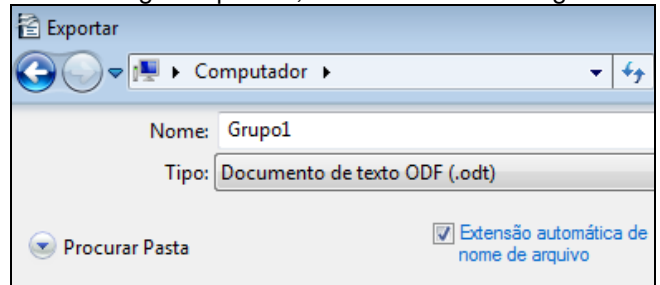 Exportar
Computador
Nome: Grupo1
Tipo: Documento de texto ODF (.odt)
Procurar Pasta
Extensão automática de
nome de arquivo